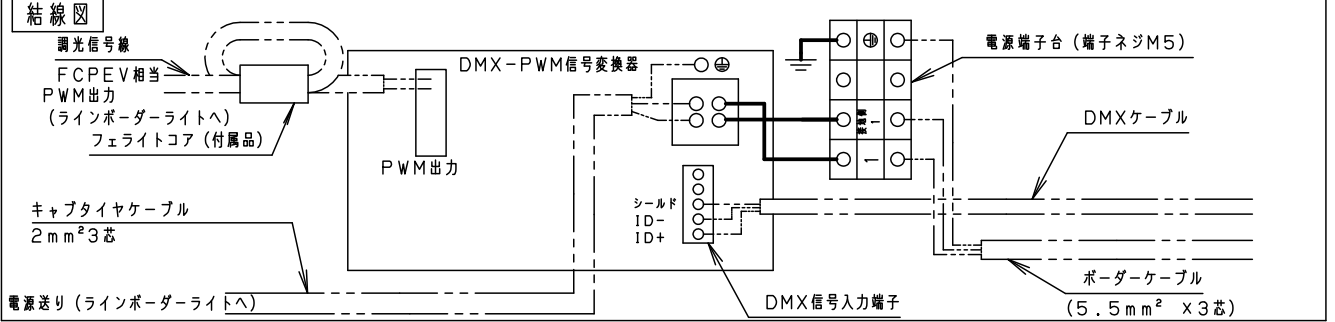 結線図
調光信号線
FCPEV相当
PWM出力
(ラインボーダーライトへ)
フェライトコア (付属品)
DMX-PWM信号変換器
PWM出力
電源端子台 (端子ネジM5)
接地側
1
1
DMXケーブル
シールド
ID-
ID+
キャブタイヤケーブル
2mm²3芯
電源送り (ラインボーダーライトへ)
DMX信号入力端子
ボーダーケーブル
(5.5mm² ×3芯)